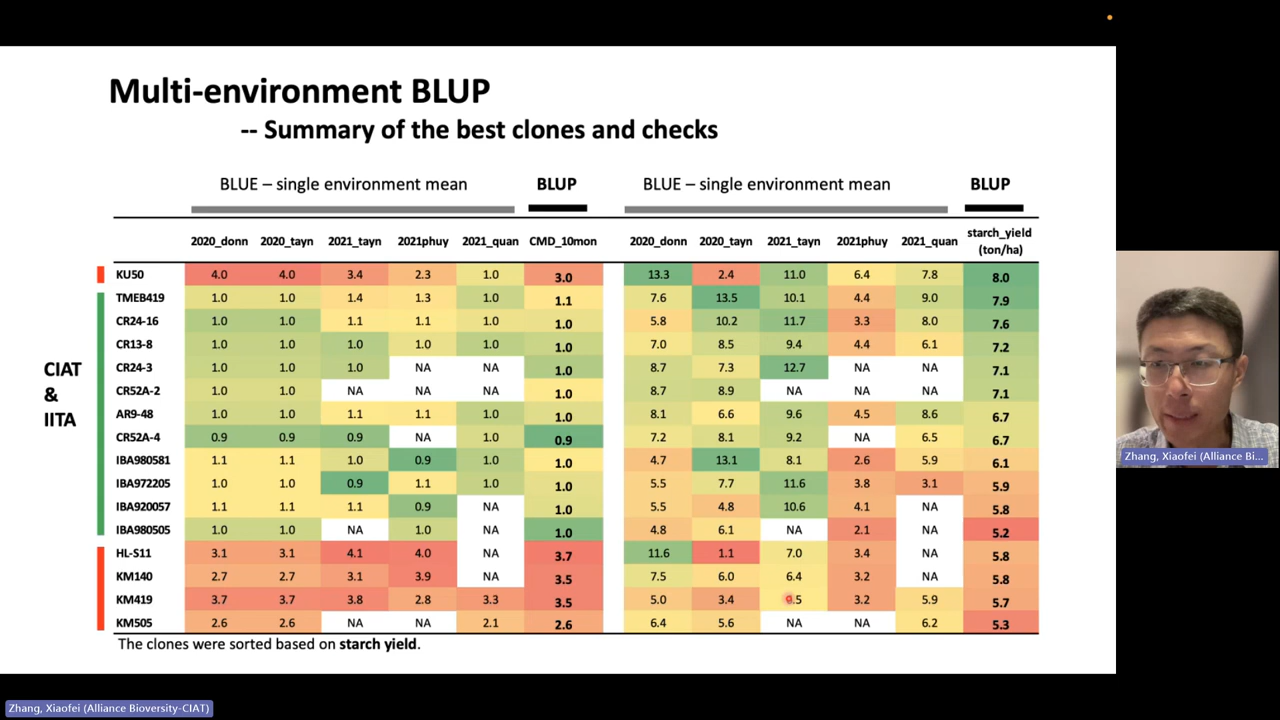 Multi-environment BLUP
-- Summary of the best clones and checks
BLUE – single environment mean BLUP BLUE – single environment mean BLUP
2020_donn 2020_tayn 2021_tayn 2021phuy 2021_quan CMD_10mon 2020_donn 2020_tayn 2021_tayn 2021phuy 2021_quan starch_yield (ton/ha)
KU50 4.0 4.0 3.4 2.3 1.0 3.0 13.3 2.4 11.0 6.4 7.8 8.0
TMEB419 1.0 1.0 1.4 1.3 1.0 1.1 7.6 13.5 10.1 4.4 9.0 7.9
CR24-16 1.0 1.0 1.1 1.1 1.0 1.0 5.8 10.2 11.7 3.3 8.0 7.6
CR13-8 1.0 1.0 1.0 1.0 1.0 1.0 7.0 8.5 9.4 4.4 6.1 7.2
CR24-3 1.0 1.0 1.0 NA NA 1.0 8.7 7.3 12.7 NA NA 7.1
CR52A-2 1.0 1.0 NA NA NA 1.0 8.7 8.9 NA NA NA 7.1
AR9-48 1.0 1.0 1.1 1.1 1.0 1.0 8.1 6.6 9.6 4.5 8.6 6.7
CR52A-4 0.9 0.9 0.9 NA 1.0 0.9 7.2 8.1 9.2 NA 6.5 6.7
IBA980581 1.1 1.1 1.0 0.9 1.0 1.0 4.7 13.1 8.1 2.6 5.9 6.1
IBA972205 1.0 1.0 0.9 1.1 1.0 1.0 5.5 7.7 11.6 3.8 3.1 5.9
IBA920057 1.1 1.1 1.1 0.9 NA 1.0 5.5 4.8 10.6 4.1 NA 5.8
IBA980505 1.0 1.0 NA 1.0 NA 1.0 4.8 6.1 NA 2.1 NA 5.2
HL-S11 3.1 3.1 4.1 4.0 NA 3.7 11.6 1.1 7.0 3.4 NA 5.8
KM140 2.7 2.7 3.1 3.9 NA 3.5 7.5 6.0 6.4 3.2 NA 5.8
KM419 3.7 3.7 3.8 2.8 3.3 3.5 5.0 3.4 .5 3.2 5.9 5.7
KM505 2.6 2.6 NA NA 2.1 2.6 6.4 5.6 NA NA 6.2 5.3
CIAT
&
IITA
The clones were sorted based on starch yield.
Zhang, Xiaofei (Alliance Bi...
Zhang, Xiaofei (Alliance Bioversity-CIAT)